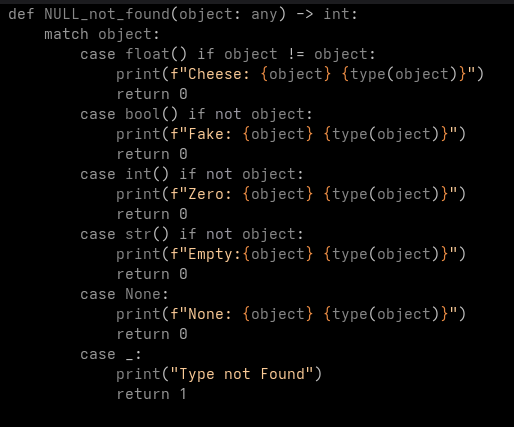 def NULL_not_found(object: any) -> int:
    match object:
        case float() if object != object:
            print(f"Cheese: {object} {type(object)}")
            return 0
        case bool() if not object:
            print(f"Fake: {object} {type(object)}")
            return 0
        case int() if not object:
            print(f"Zero: {object} {type(object)}")
            return 0
        case str() if not object:
            print(f"Empty:{object} {type(object)}")
            return 0
        case None:
            print(f"None: {object} {type(object)}")
            return 0
        case _:
            print("Type not Found")
            return 1